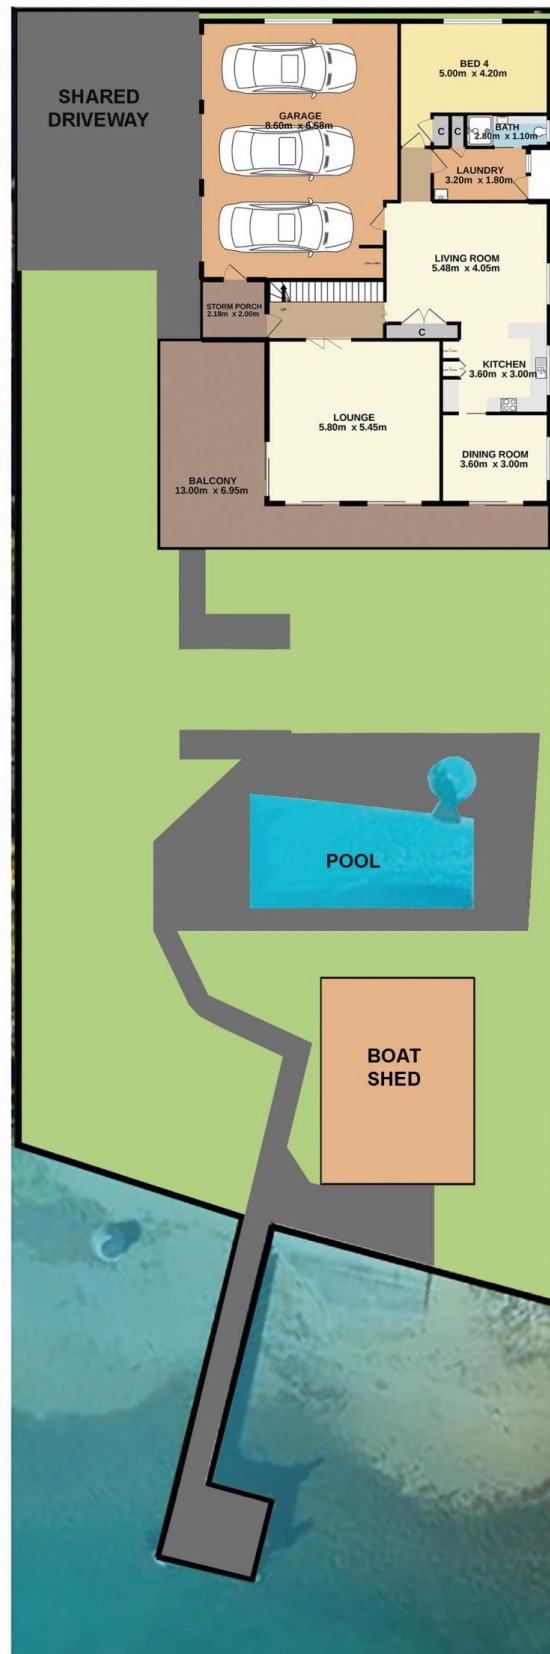 SHARED
DRIVEWAY
GARAGE
8.60m x 6.58m
BED 4
5.00m x 4.20m
C
C
BATH
2.80m x 1.10m
LAUNDRY
3.20m x 1.80m
LIVING ROOM
5.48m x 4.05m
STORM PORCH
2.18m x 2.00m
UP
C
KITCHEN
3.60m x 3.00m
LOUNGE
5.80m x 5.45m
DINING ROOM
3.60m x 3.00m
BALCONY
13.00m x 6.95m
POOL
BOAT
SHED